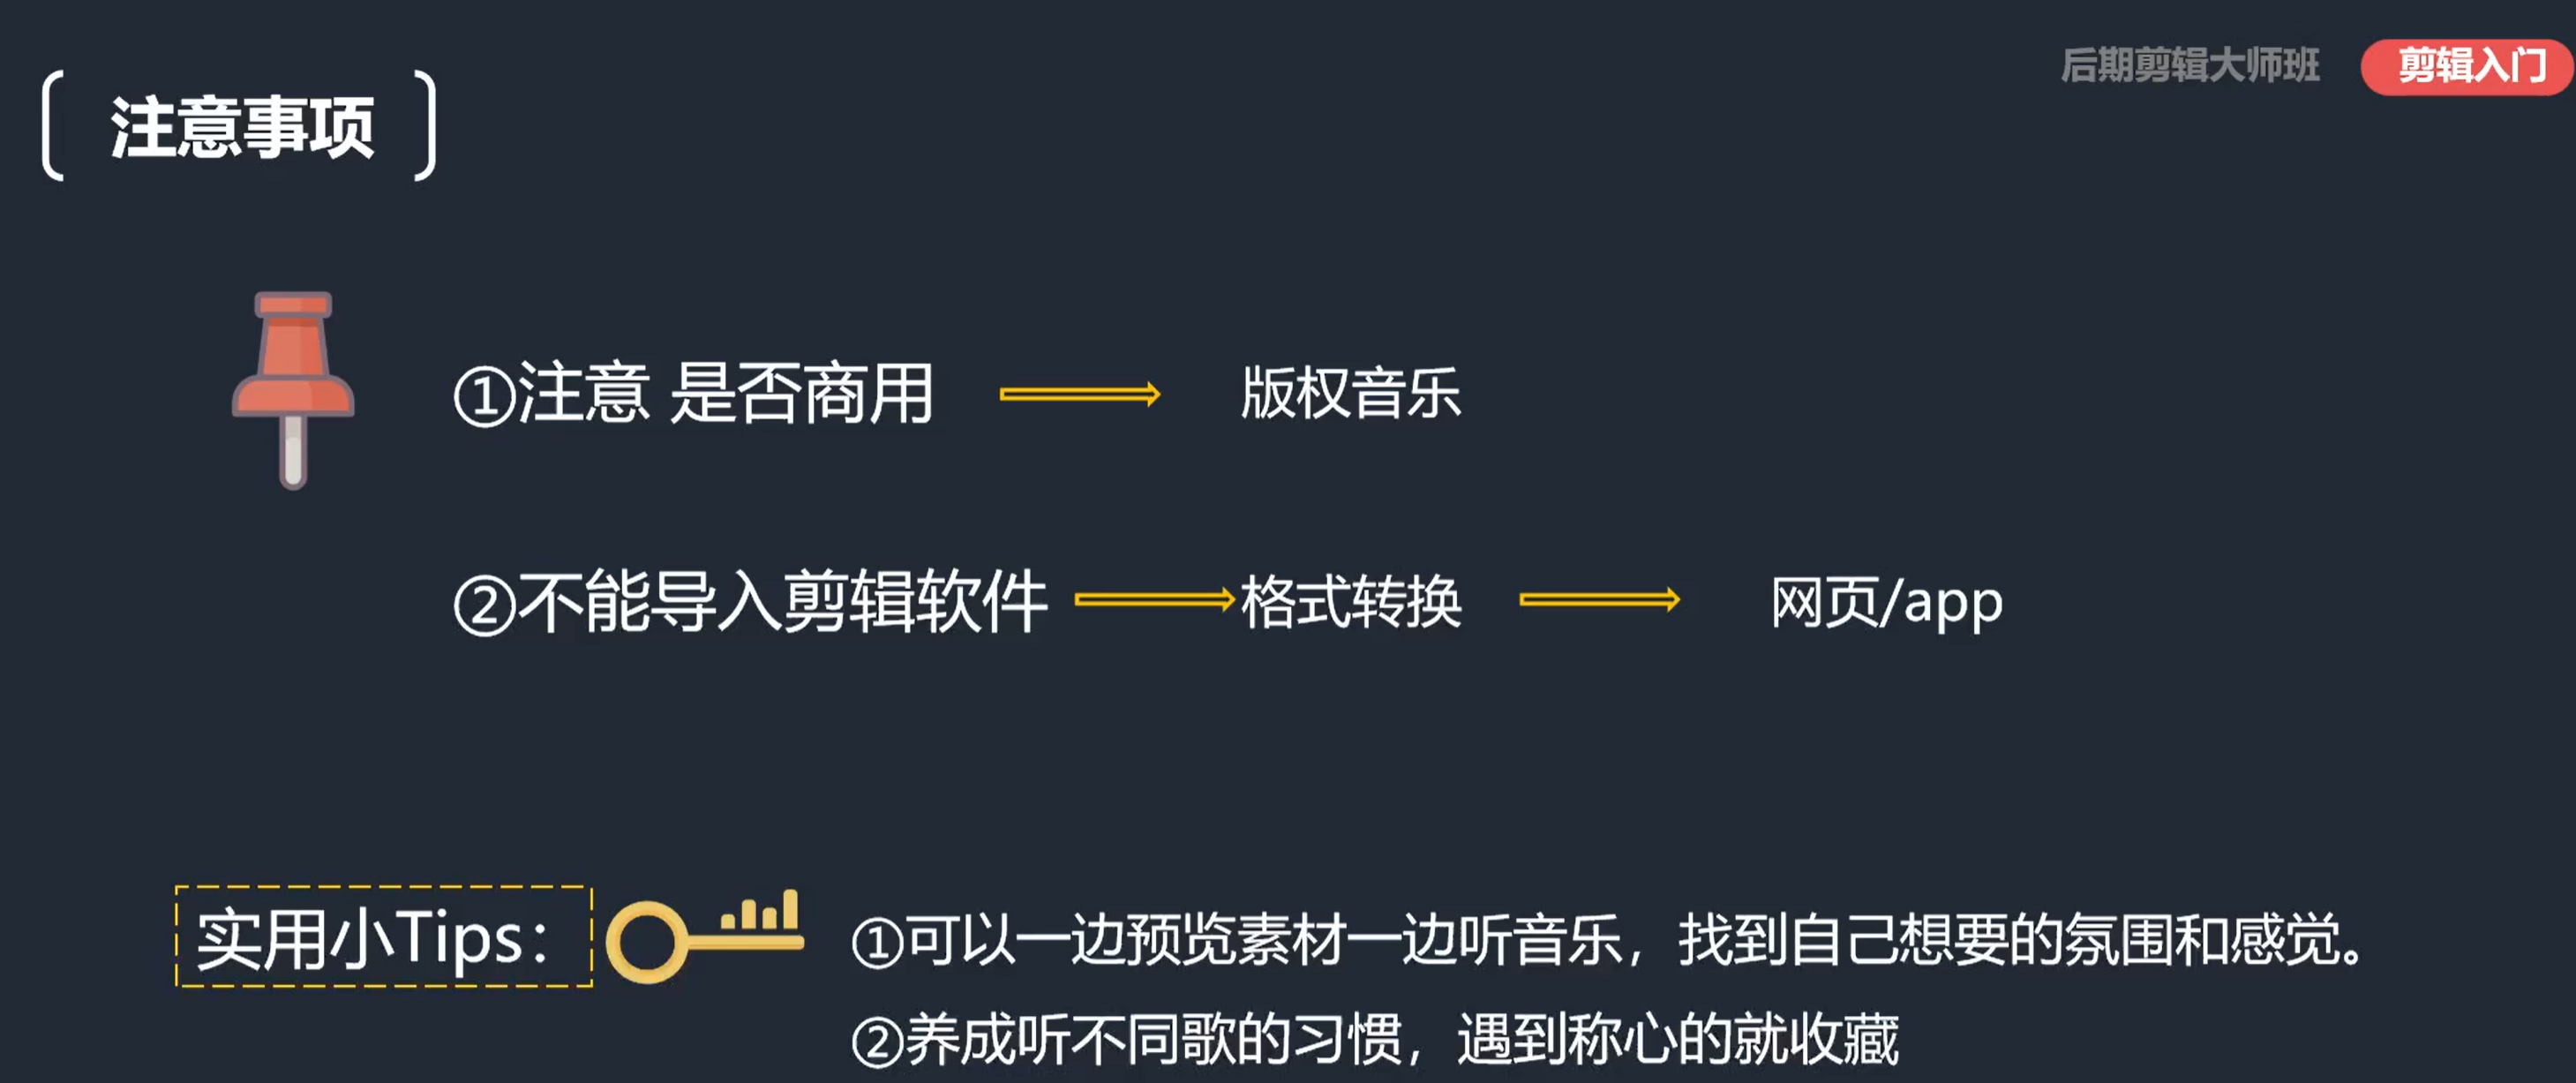 后期剪辑大师班 剪辑入门
注意事项
①注意 是否商用 版权音乐
②不能导入剪辑软件 格式转换 网页/app
实用小Tips：
①可以一边预览素材一边听音乐，找到自己想要的氛围和感觉。
②养成听不同歌的习惯，遇到称心的就收藏